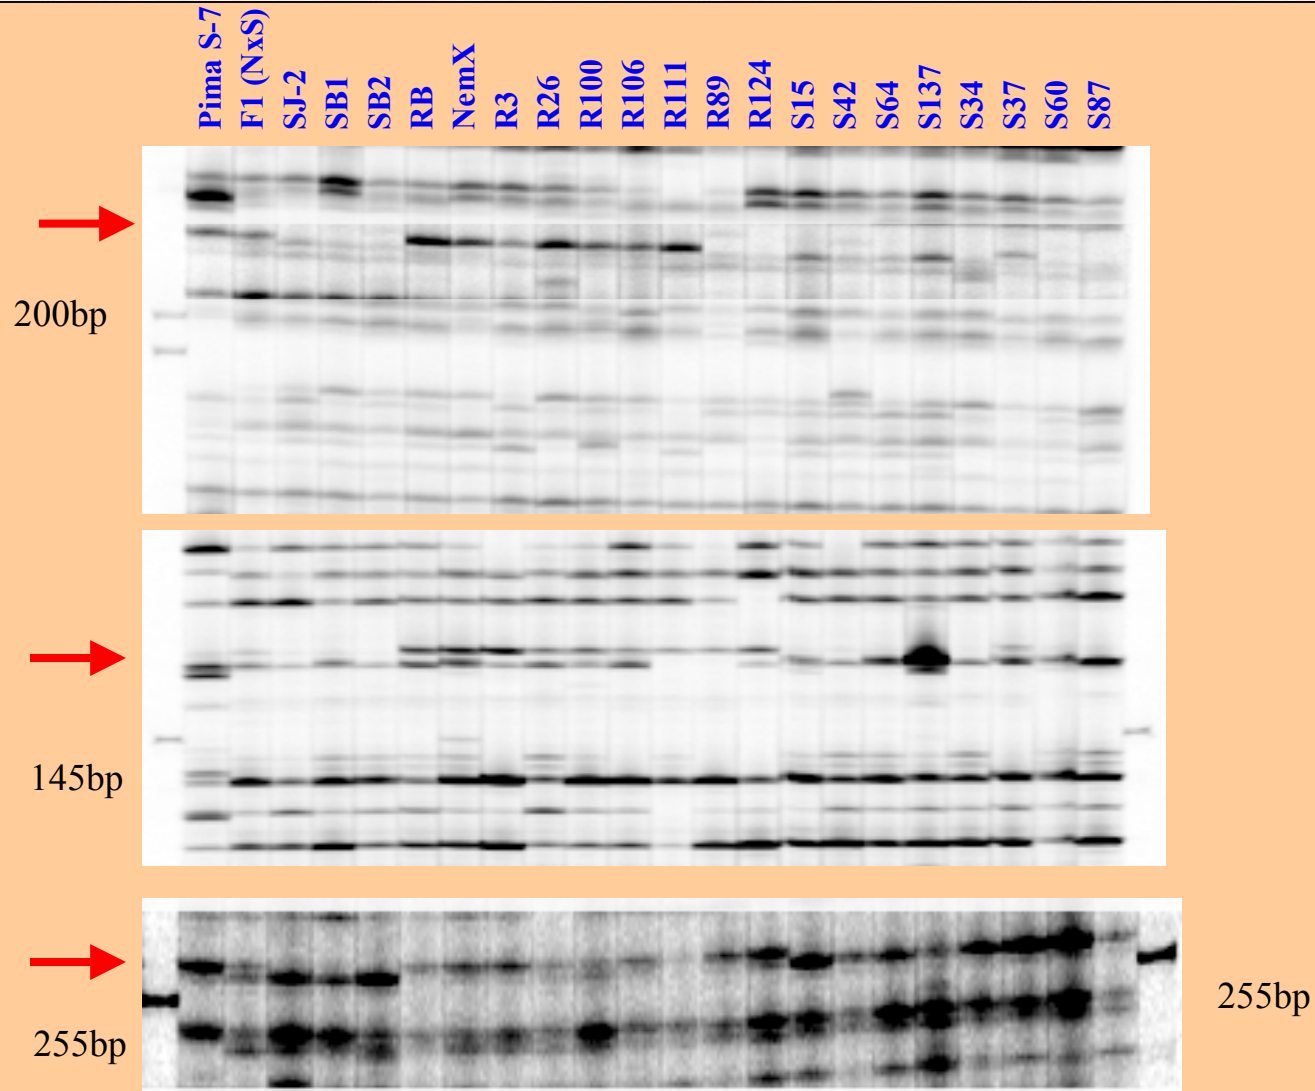 Pima S-7
F1 (NxS)
SJ-2
SB1
SB2
RB
NemX
R3
R26
R100
R106
R111
R89
R124
S15
S42
S64
S137
S34
S37
S60
S87
200bp
145bp
255bp
255bp